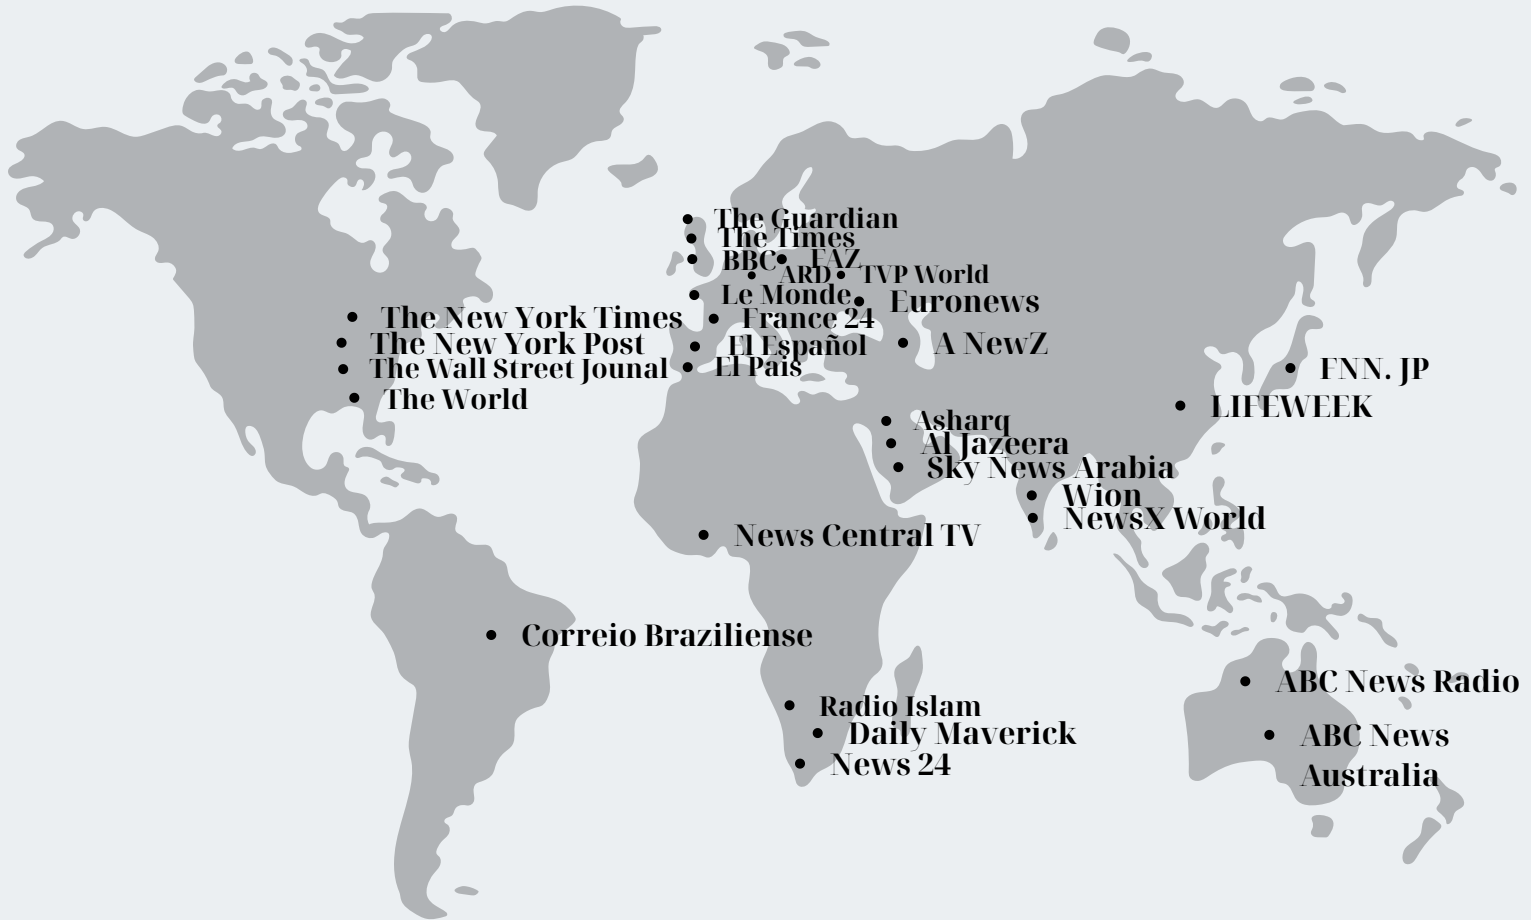 The Guardian
The Times
BBC
FAZ
ARD
TVP World
Le Monde
Euronews
France 24
El Español
El Pais
A NewZ
The New York Times
The New York Post
The Wall Street Jounal
The World
FNN. JP
LIFEWEEK
Asharq
Al Jazeera
Sky News Arabia
Wion
NewsX World
News Central TV
Correio Braziliense
Radio Islam
Daily Maverick
News 24
ABC News Radio
ABC News
Australia